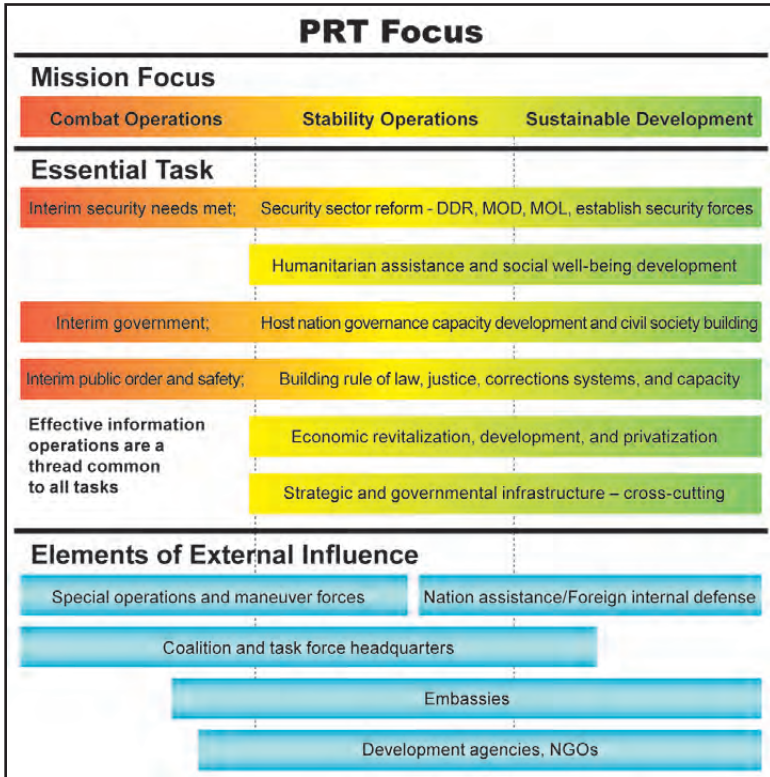 PRT Focus
Mission Focus
Combat Operations
Stability Operations
Sustainable Development
Essential Task
Interim security needs met;
Security sector reform - DDR, MOD, MOL, establish security forces
Humanitarian assistance and social well-being development
Interim government;
Host nation governance capacity development and civil society building
Interim public order and safety;
Building rule of law, justice, corrections systems, and capacity
Effective information
operations are a
thread common
to all tasks
Economic revitalization, development, and privatization
Strategic and governmental infrastructure – cross-cutting
Elements of External Influence
Special operations and maneuver forces
Nation assistance/Foreign internal defense
Coalition and task force headquarters
Embassies
Development agencies, NGOs